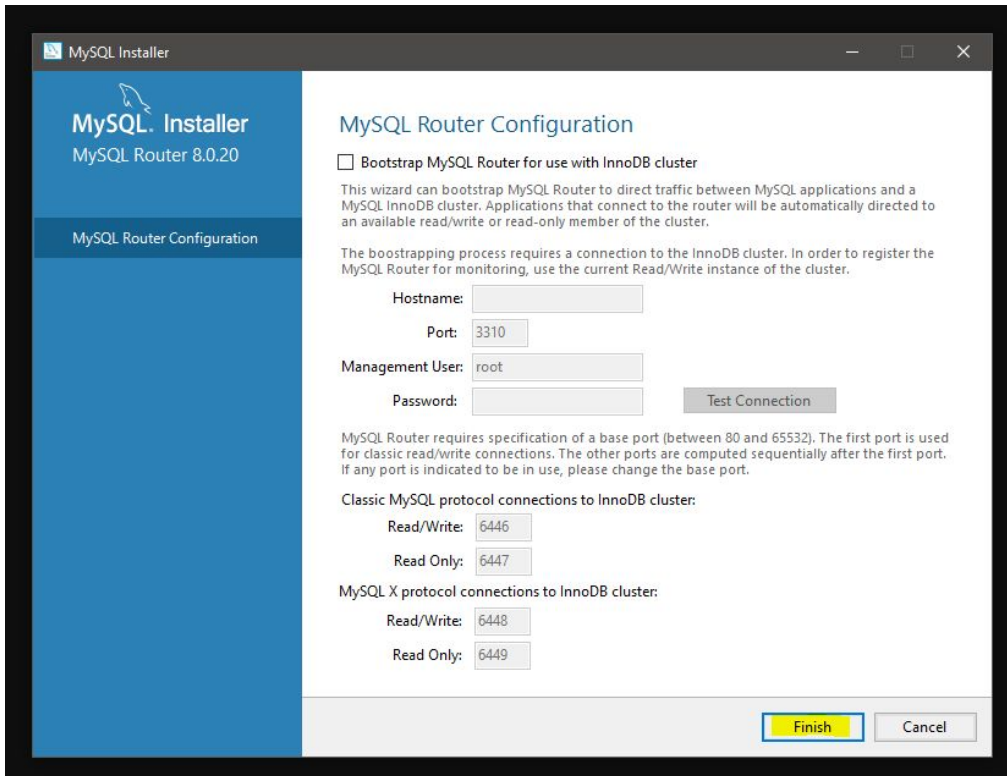 MySQL Installer
MySQL. Installer
MySQL Router 8.0.20
MySQL Router Configuration
MySQL Router Configuration
Bootstrap MySQL Router for use with InnoDB cluster
This wizard can bootstrap MySQL Router to direct traffic between MySQL applications and a
MySQL InnoDB cluster. Applications that connect to the router will be automatically directed to
an available read/write or read-only member of the cluster.
The boostrapping process requires a connection to the InnoDB cluster. In order to register the
MySQL Router for monitoring, use the current Read/Write instance of the cluster.
Hostname:
Port: 3310
Management User: root
Password: Test Connection
MySQL Router requires specification of a base port (between 80 and 65532). The first port is used
for classic read/write connections. The other ports are computed sequentially after the first port.
If any port is indicated to be in use, please change the base port.
Classic MySQL protocol connections to InnoDB cluster:
Read/Write: 6446
Read Only: 6447
MySQL X protocol connections to InnoDB cluster:
Read/Write: 6448
Read Only: 6449
Finish Cancel